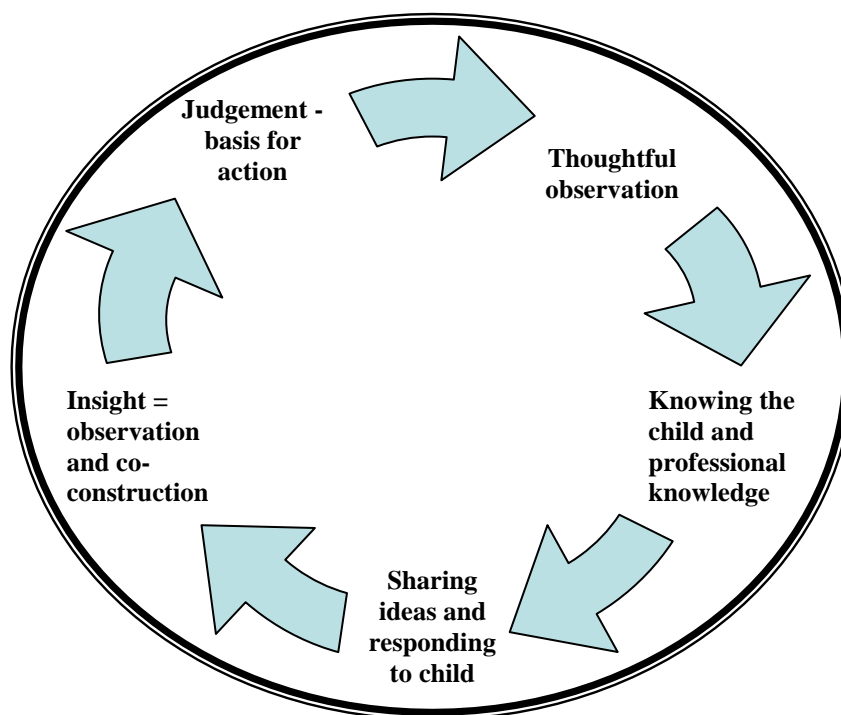 Judgement -
basis for
action
Thoughtful
observation
Knowing the
child and
professional
knowledge
Sharing
ideas and
responding
to child
Insight =
observation
and co-
construction